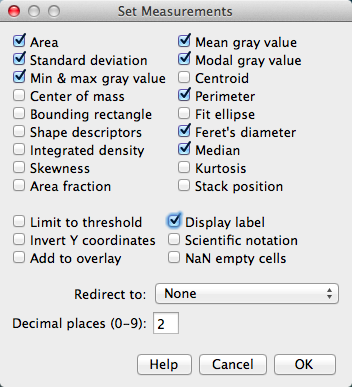 Set Measurements
Area Mean gray value
Standard deviation Modal gray value
Min & max gray value Centroid
Center of mass Perimeter
Bounding rectangle Fit ellipse
Shape descriptors Feret's diameter
Integrated density Median
Skewness Kurtosis
Area fraction Stack position
Limit to threshold Display label
Invert Y coordinates Scientific notation
Add to overlay NaN empty cells
Redirect to: None
Decimal places (0-9): 2
Help Cancel OK